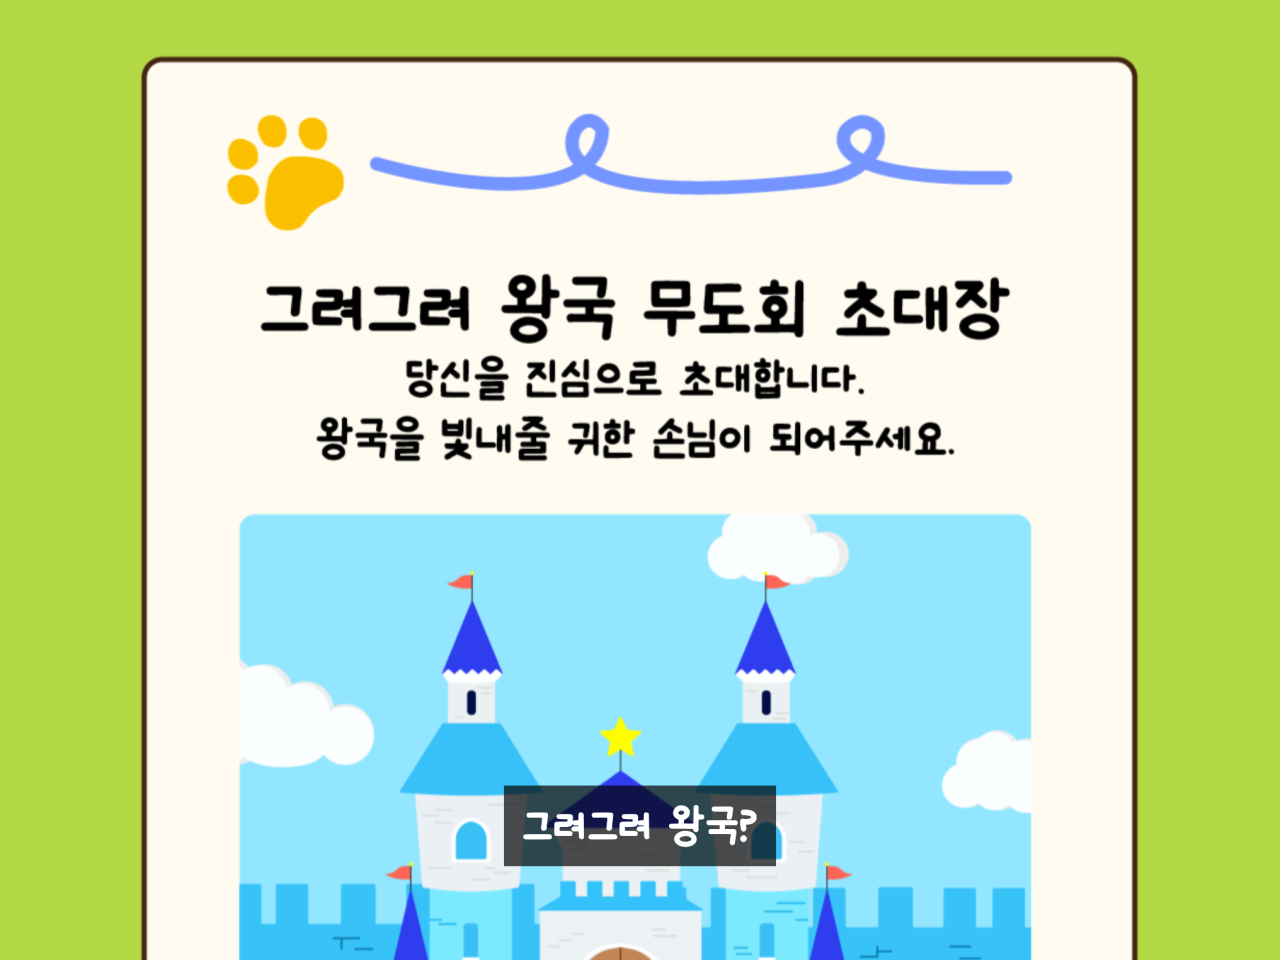 그려그려 왕국 무도회 초대장
당신을 진심으로 초대합니다.
왕국을 빛내줄 귀한 손님이 되어주세요.
그려그려 왕국?